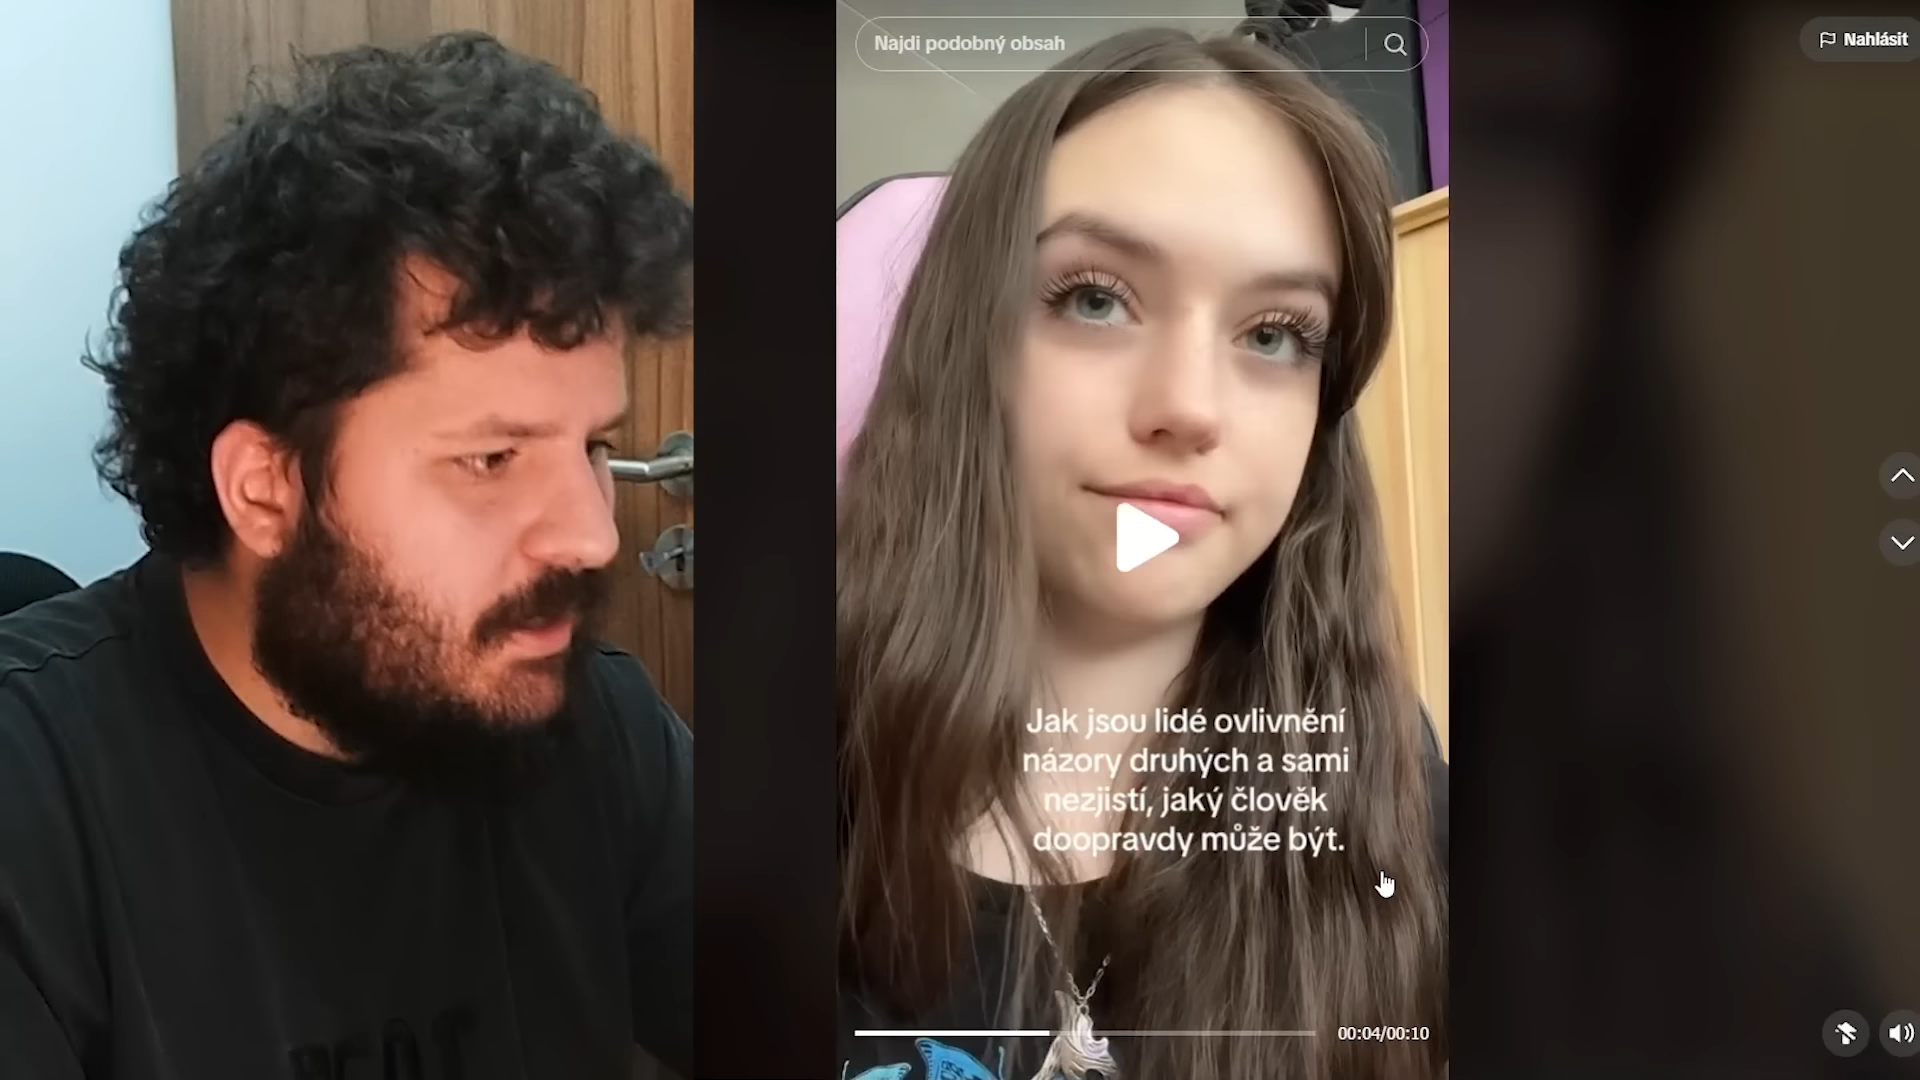 Najdi podobný obsah
Nahlásit
Jak jsou lidé ovlivnění
názory druhých a sami
nezjistí, jaký člověk
doopravdy může být.
00:04/00:10